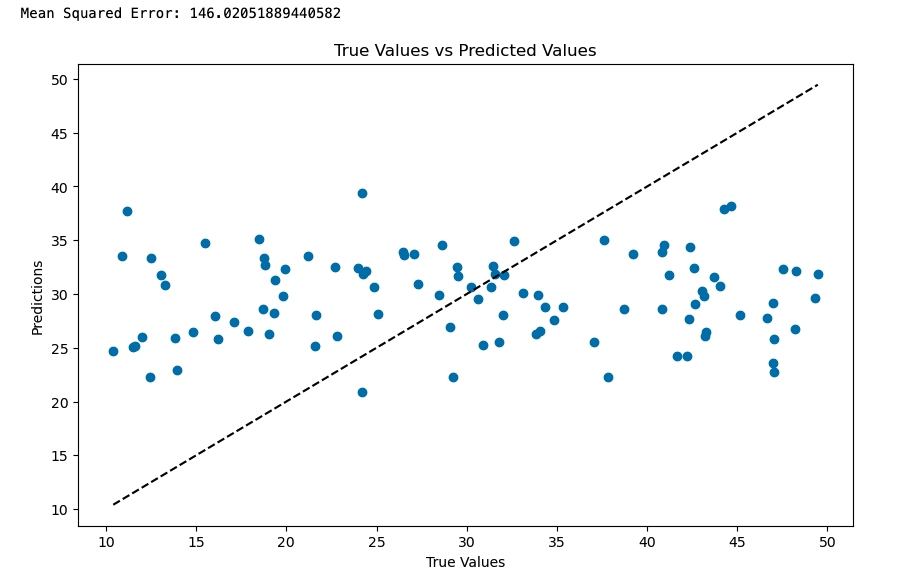 Mean Squared Error: 146.02051889440582
True Values vs Predicted Values
50
45
40
35
30
25
20
15
10
Predictions
10 15 20 25 30 35 40 45 50
True Values